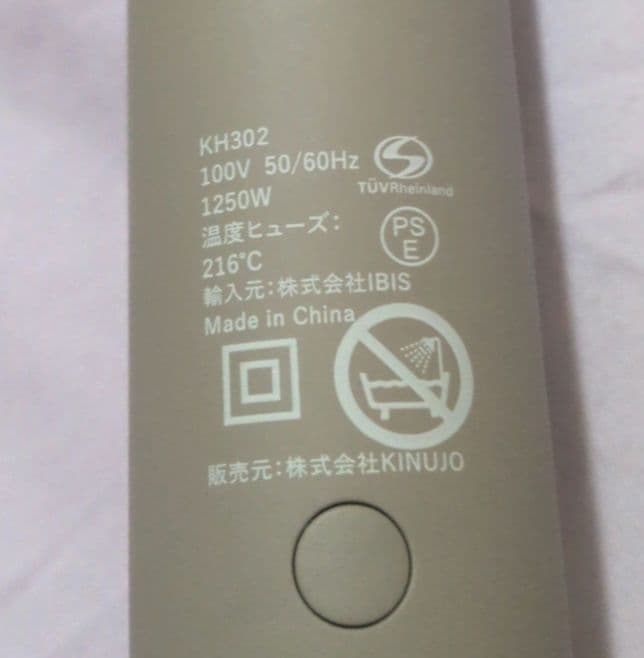 KH302
100V 50/60Hz
1250W
温度ヒューズ：
216°C
TÜVRheinland
PS
E
輸入元：株式会社IBIS
Made in China
販売元：株式会社KINUJO